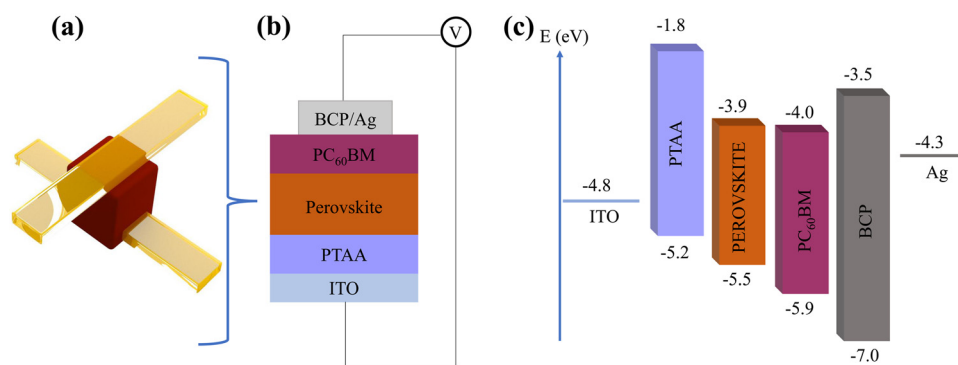 (a)
(b)
V
BCP/Ag
PC₆₀BM
Perovskite
PTAA
ITO
(c)
E (eV)
-4.8
ITO
-1.8
PTAA
-5.2
-3.9
PEROVSKITE
-5.5
-4.0
PC₆₀BM
-5.9
-3.5
BCP
-7.0
-4.3
Ag